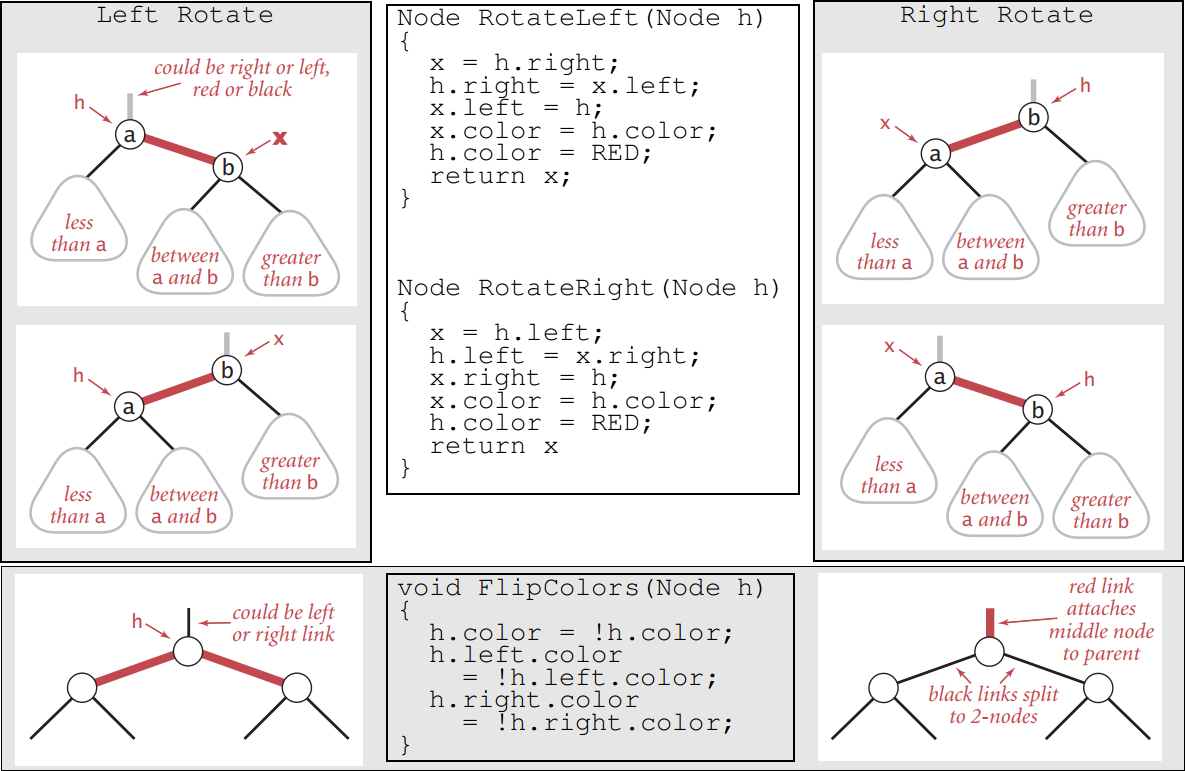 Left Rotate
could be right or left,
red or black
h
a
x
b
less
than a
between
a and b
greater
than b
x
h
b
a
less
than a
between
a and b
greater
than b
Node RotateLeft(Node h)
{
x = h.right;
h.right = x.left;
x.left = h;
x.color = h.color;
h.color = RED;
return x;
}
Node RotateRight(Node h)
{
x = h.left;
h.left = x.right;
x.right = h;
x.color = h.color;
h.color = RED;
return x
}
Right Rotate
h
x
b
a
less
than a
between
a and b
greater
than b
x
a
h
b
less
than a
between
a and b
greater
than b
h
could be left
or right link
void FlipColors(Node h)
{
h.color = !h.color;
h.left.color
= !h.left.color;
h.right.color
= !h.right.color;
}
red link
attaches
middle node
to parent
black links split
to 2-nodes